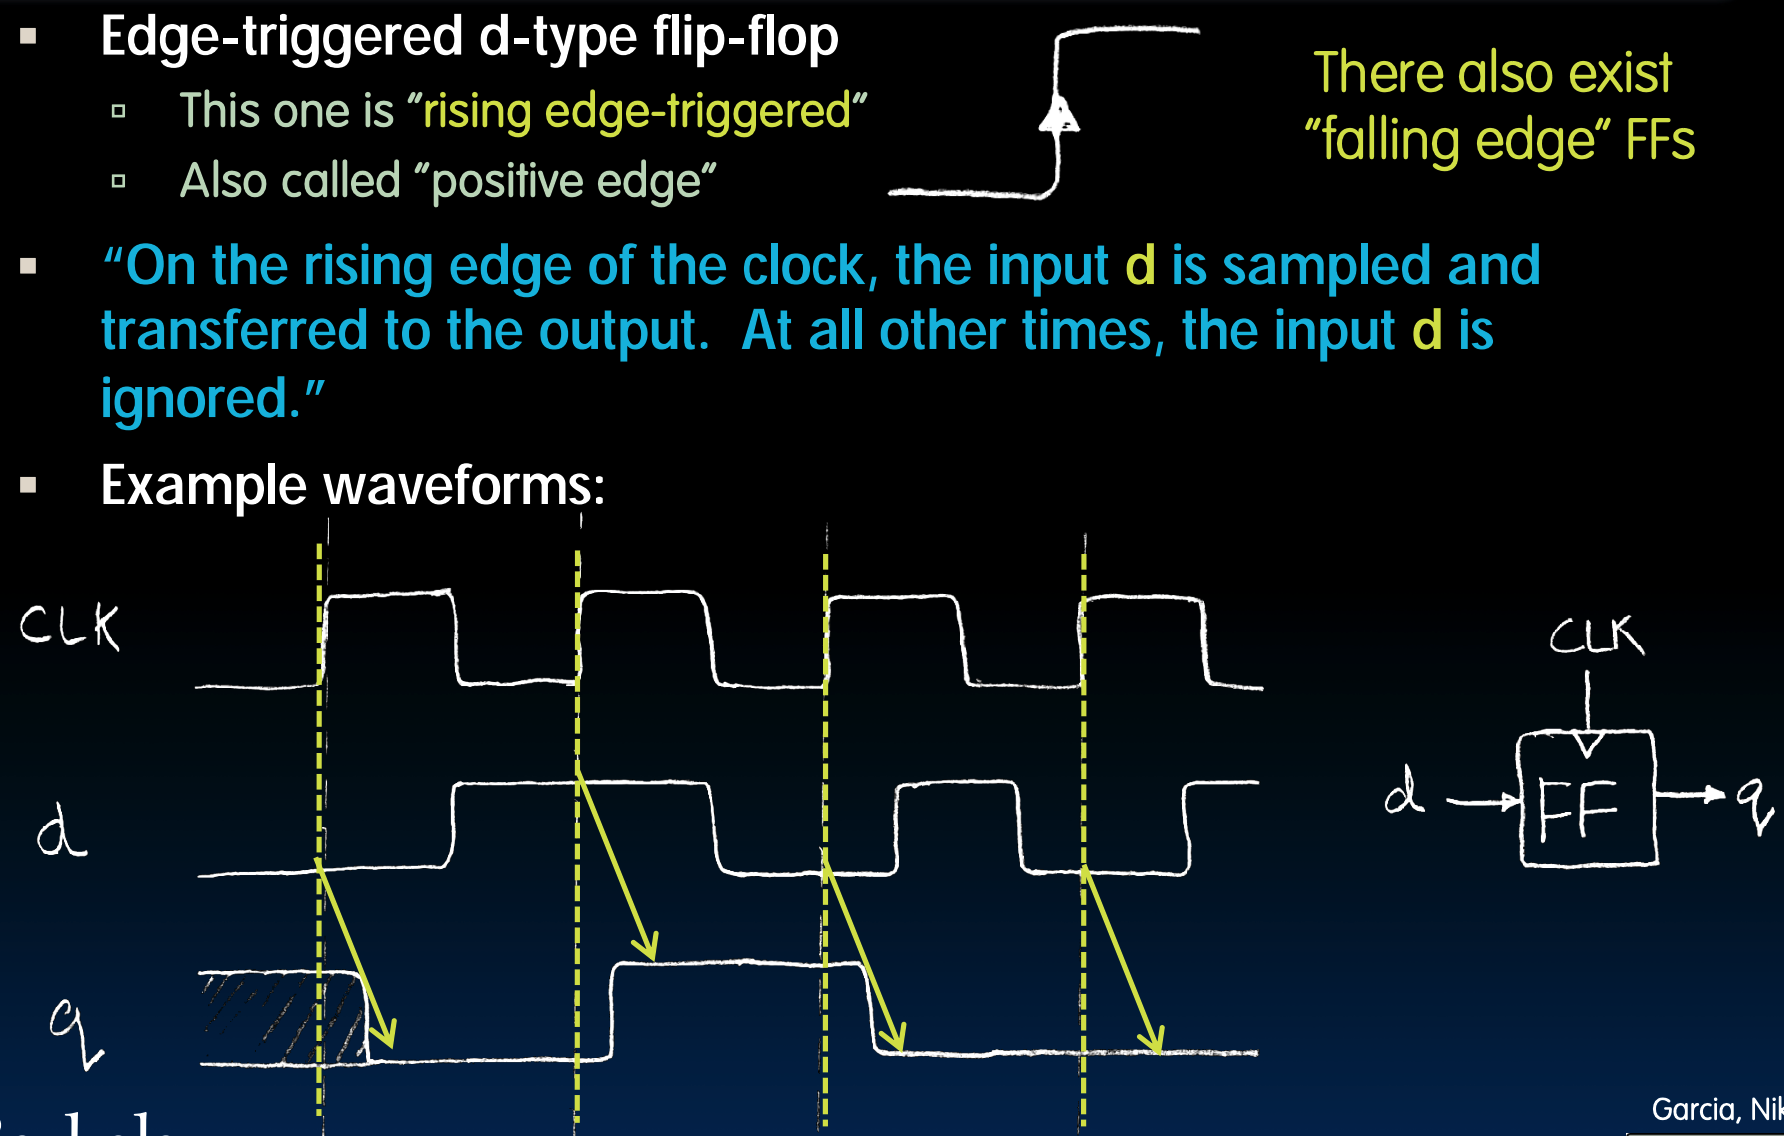 Edge-triggered d-type flip-flop
This one is "rising edge-triggered"
Also called "positive edge"
There also exist
"falling edge" FFs
"On the rising edge of the clock, the input d is sampled and
transferred to the output. At all other times, the input d is
ignored."
Example waveforms:
CLK
d
q
CLK
d
FF
q
Garcia,